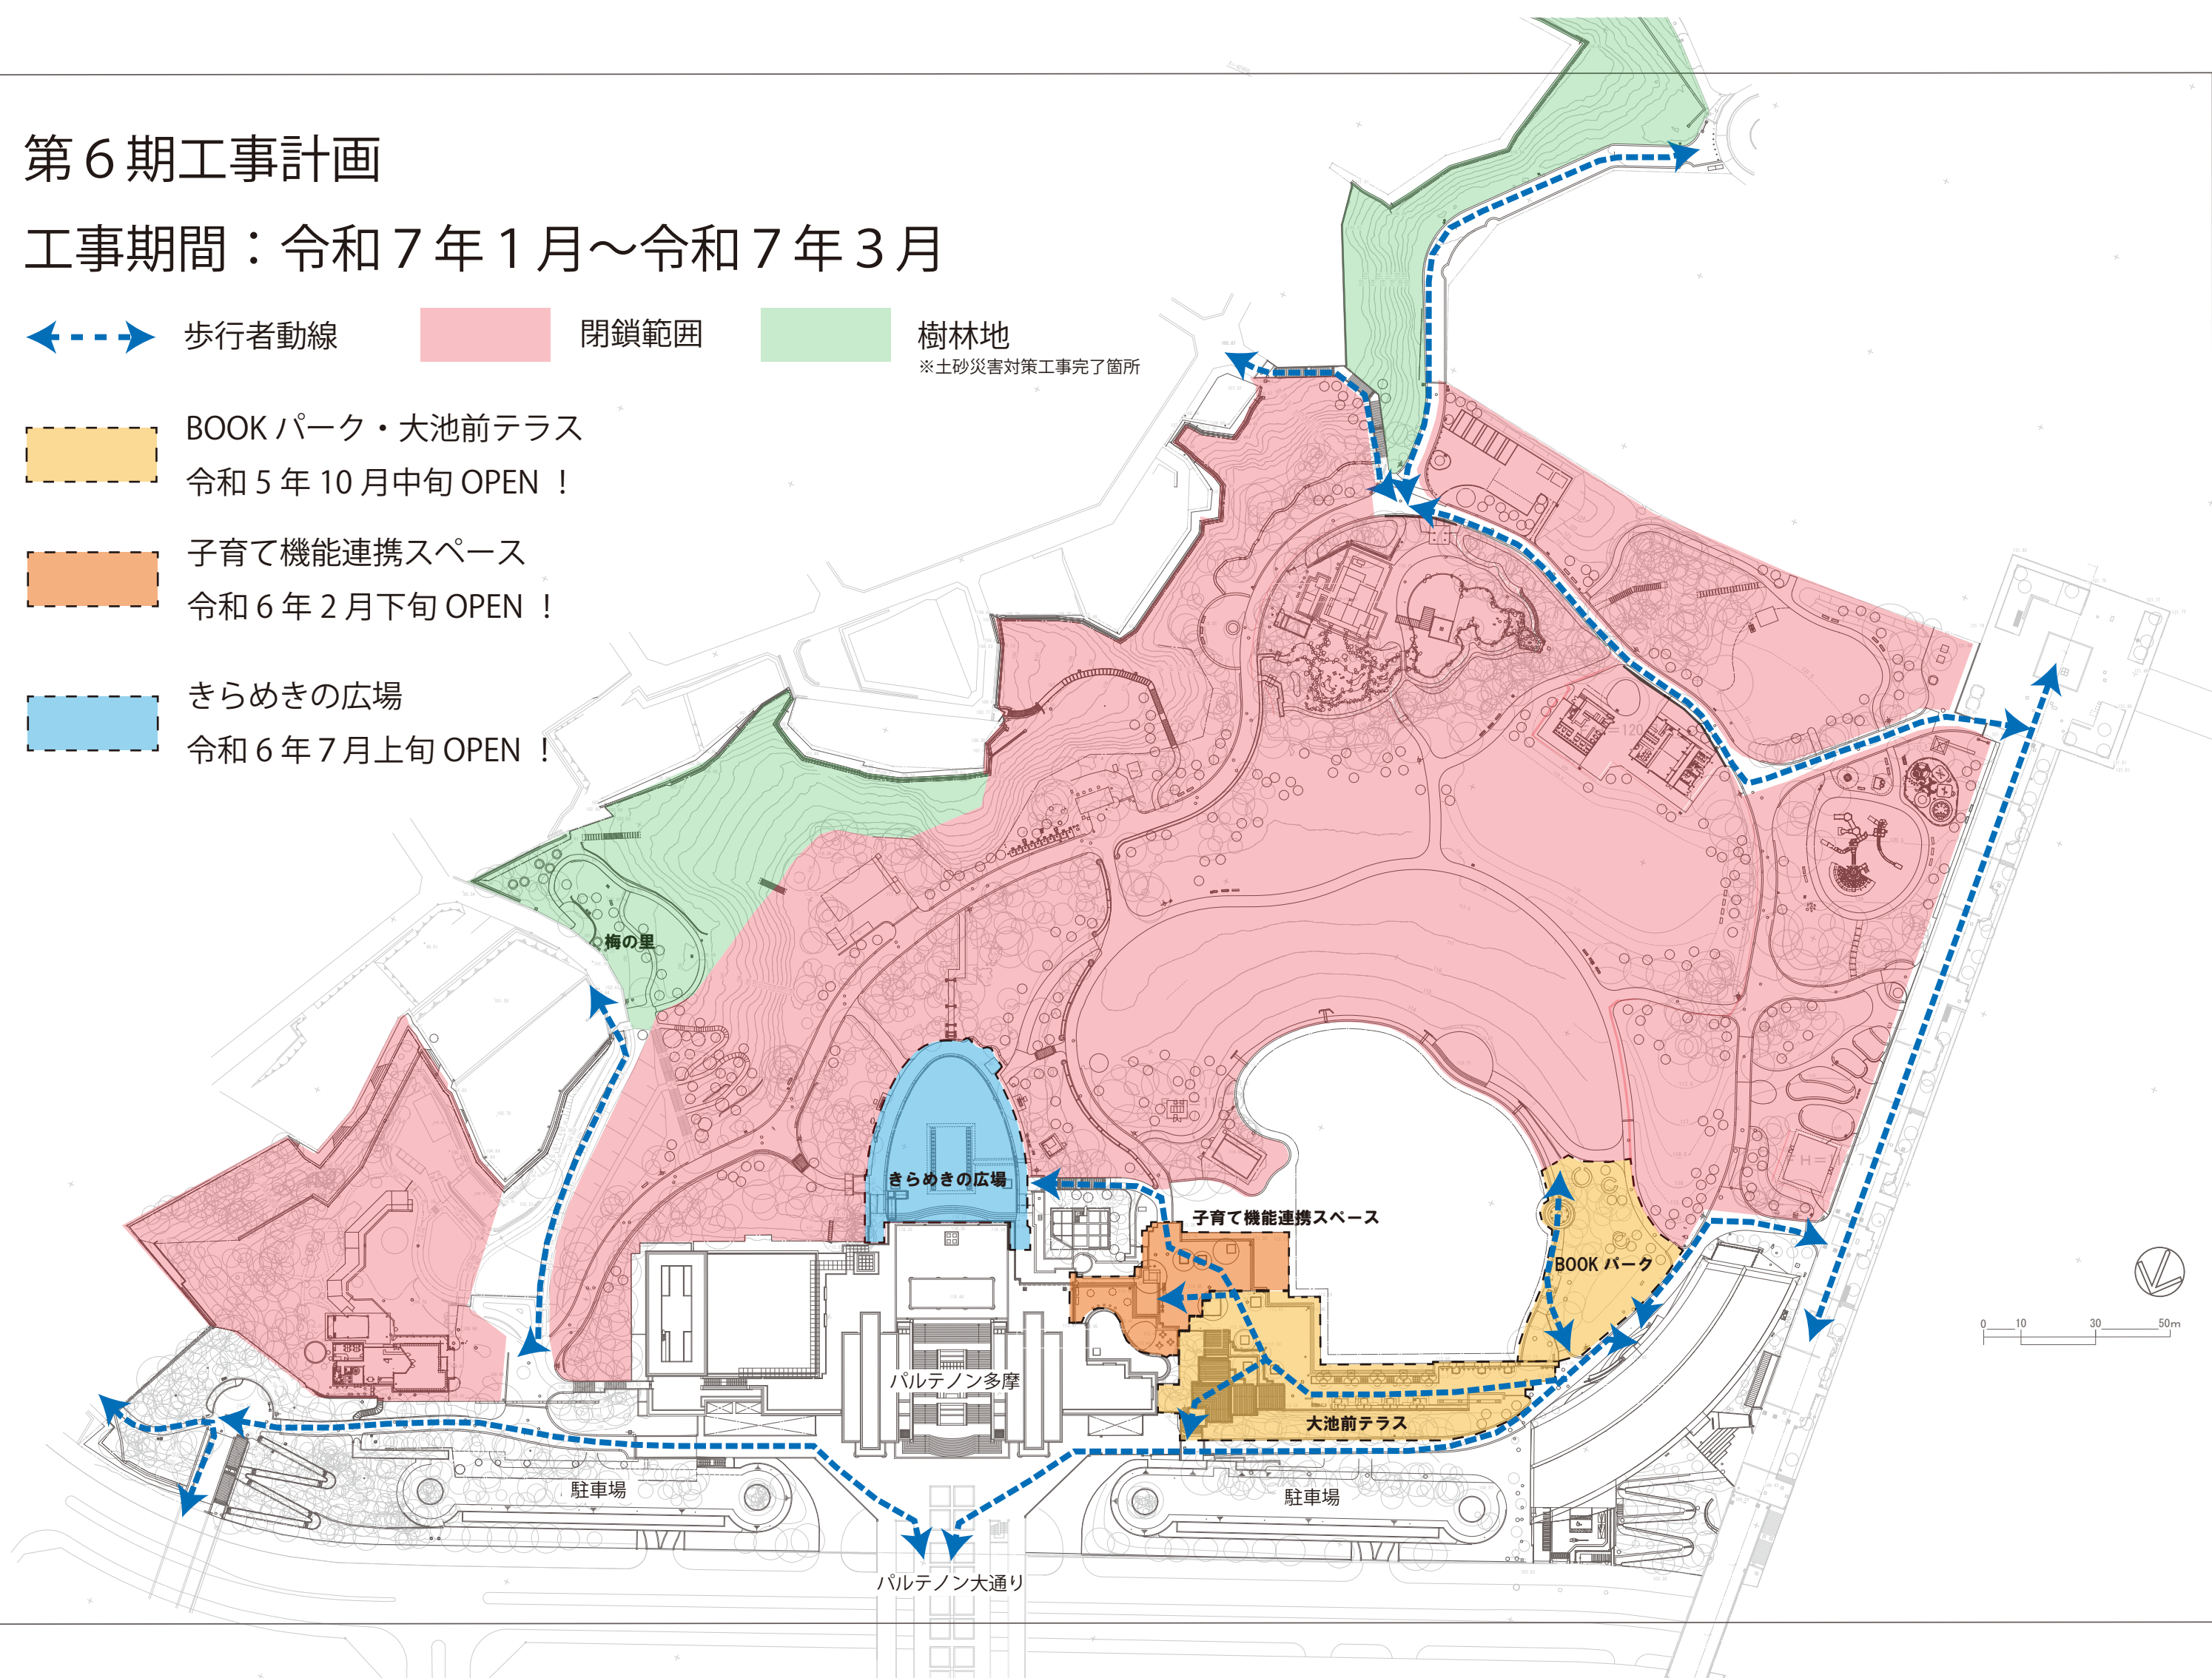 第６期工事計画
工事期間：令和７年１月～令和７年３月
歩行者動線
閉鎖範囲
樹林地
※土砂災害対策工事完了箇所
BOOK パーク・大池前テラス
令和 5 年 10 月中旬 OPEN ！
子育て機能連携スペース
令和 6 年 2 月下旬 OPEN ！
きらめきの広場
令和 6 年 7 月上旬 OPEN ！
梅の里
きらめきの広場
子育て機能連携スペース
BOOK パーク
大池前テラス
パルテノン多摩
駐車場
駐車場
パルテノン大通り
0 10 30 50m